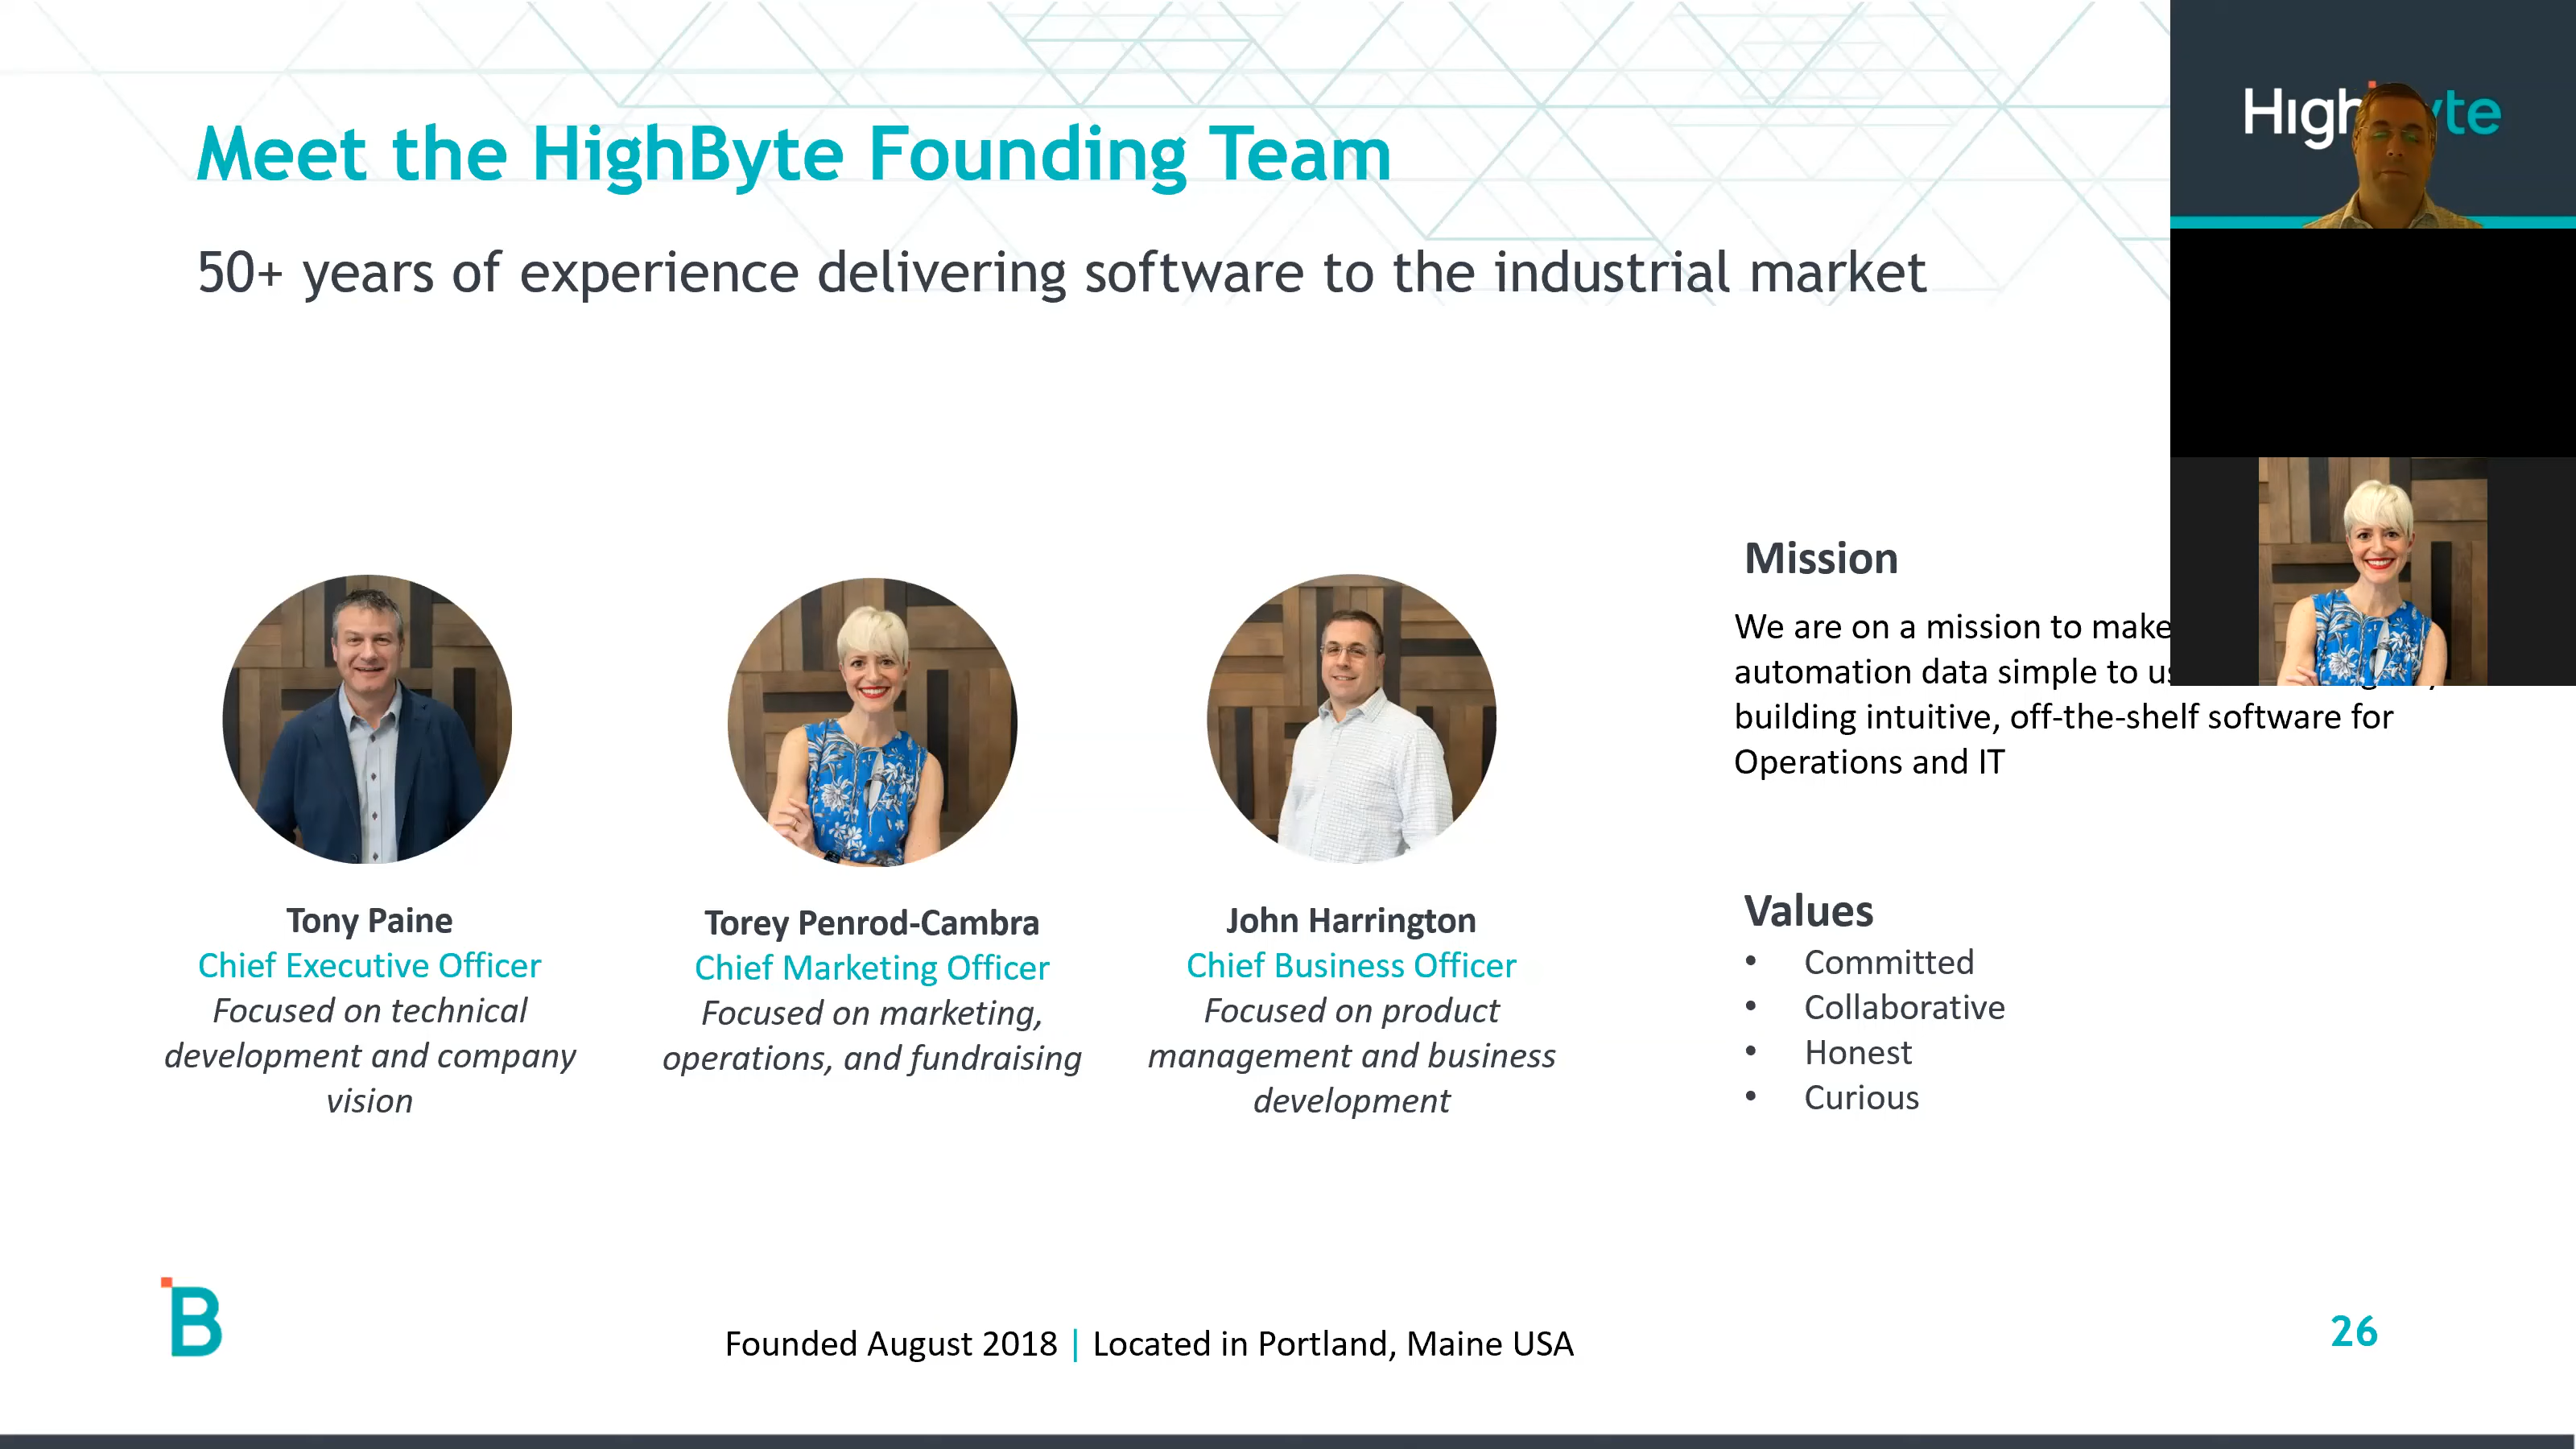 Meet the HighByte Founding Team
50+ years of experience delivering software to the industrial market
Tony Paine
Chief Executive Officer
Focused on technical
development and company
vision
Torey Penrod-Cambra
Chief Marketing Officer
Focused on marketing,
operations, and fundraising
John Harrington
Chief Business Officer
Focused on product
management and business
development
Mission
We are on a mission to make
automation data simple to
building intuitive, off-the-shelf software for
Operations and IT
Values
• Committed
• Collaborative
• Honest
• Curious
B
Founded August 2018 | Located in Portland, Maine USA
26